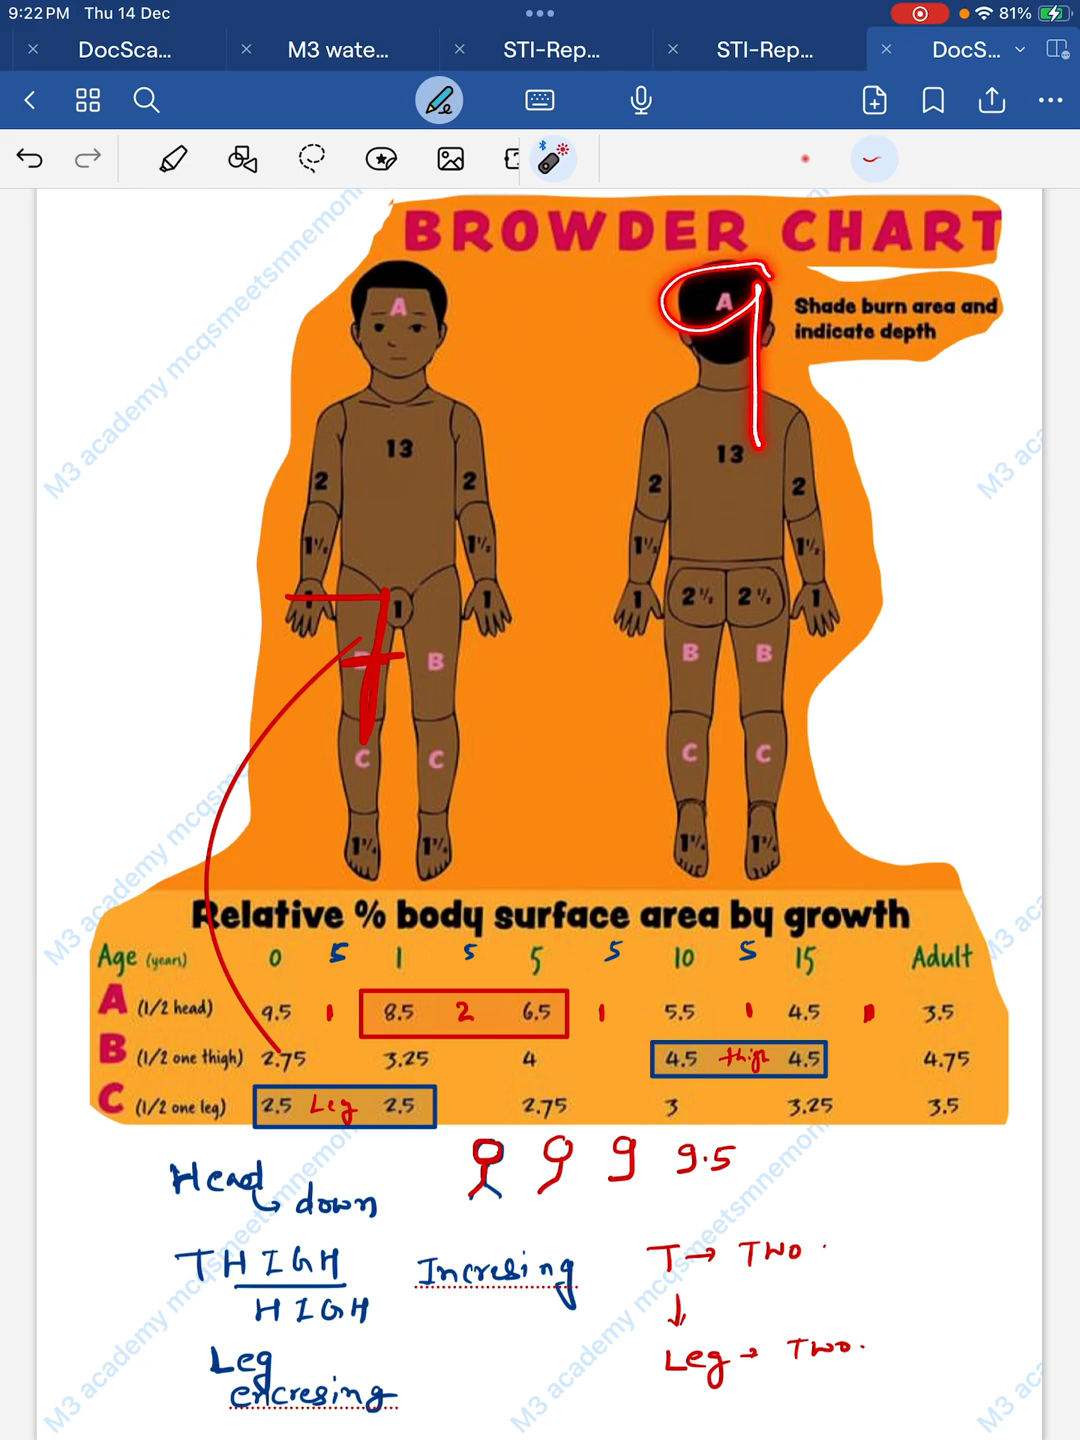 9:22 PM Thu 14 Dec
81%
DocSca...
M3 wate...
STI-Rep...
STI-Rep...
DocS...
BROWDER CHART
Shade burn area and
indicate depth
A
A
9
13
13
2
2
2
2
1½
1½
1½
1½
1
1
1
1
1
2½
2½
B
B
B
C
C
C
C
1¾
1¾
1¾
1¾
Relative % body surface area by growth
Age (years) 0 5 1 5 5 5 10 5 15 Adult
A (1/2 head) 9.5 1 8.5 2 6.5 1 5.5 1 4.5 1 3.5
B (1/2 one thigh) 2.75 3.25 4 4.5 thigh 4.5 4.75
C (1/2 one leg) 2.5 Leg 2.5 2.75 3 3.25 3.5
9 9.5
Head
down
THIGH
HIGH
Incresing
T → TWO
Leg → TWO
Leg
encresing
M3 academy mcqsmeetsmnemoni